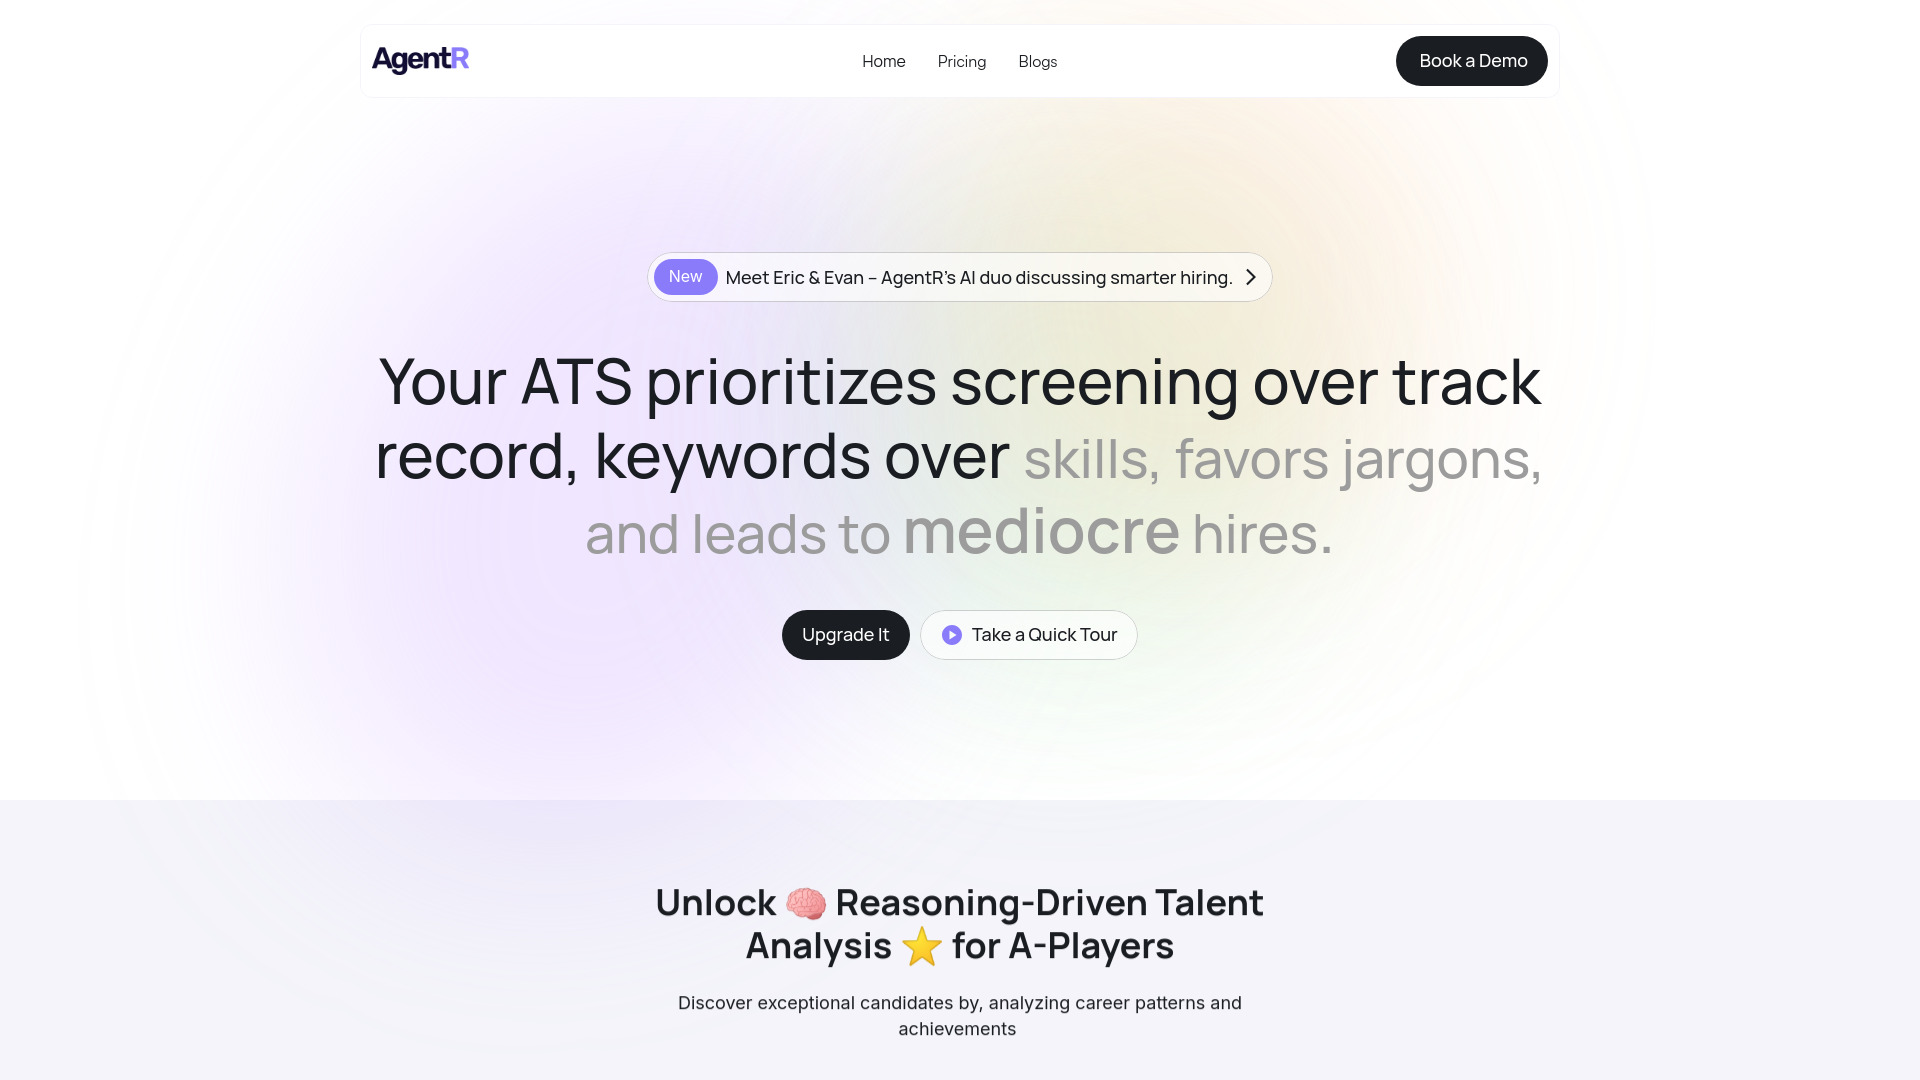 AgentR
Home
Pricing
Blogs
Book a Demo
New
Meet Eric & Evan – AgentR's AI duo discussing smarter hiring.
Your ATS prioritizes screening over track
record, keywords over skills, favors jargons,
and leads to mediocre hires.
Upgrade It
Take a Quick Tour
Unlock 🧠 Reasoning-Driven Talent
Analysis ⭐ for A-Players
Discover exceptional candidates by, analyzing career patterns and
achievements